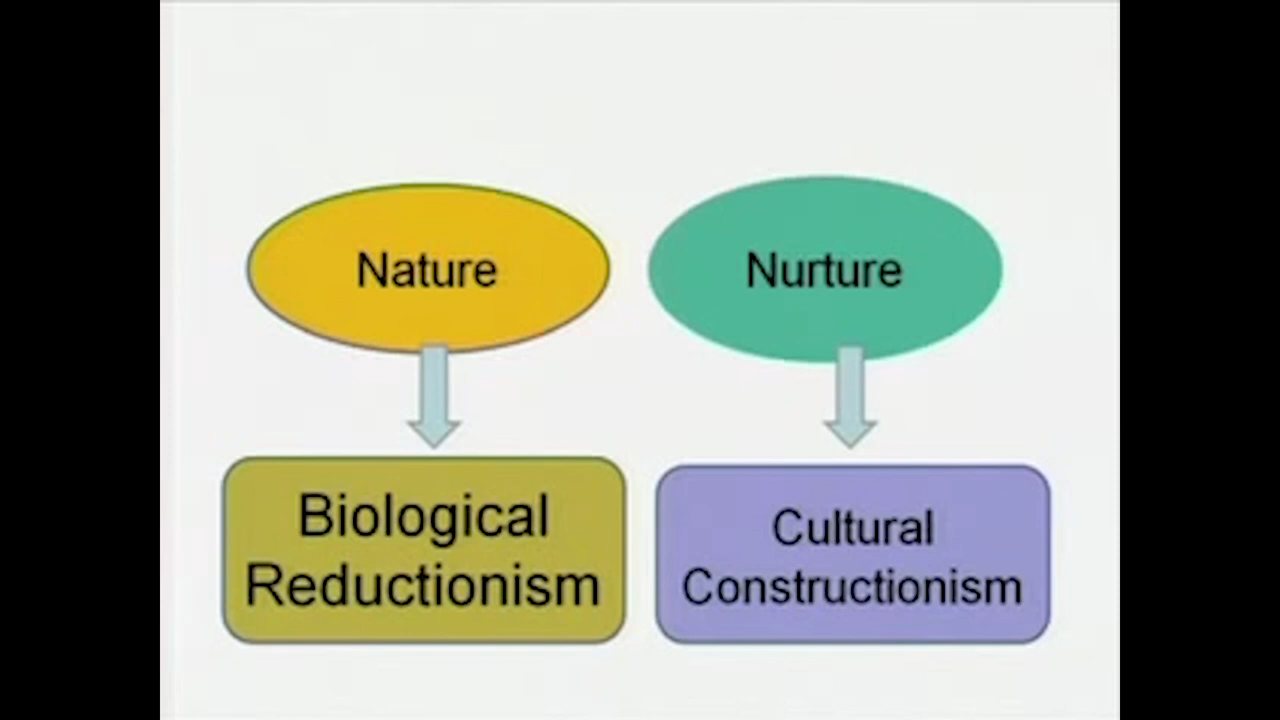 Nature
Nurture
Biological
Reductionism
Cultural
Constructionism